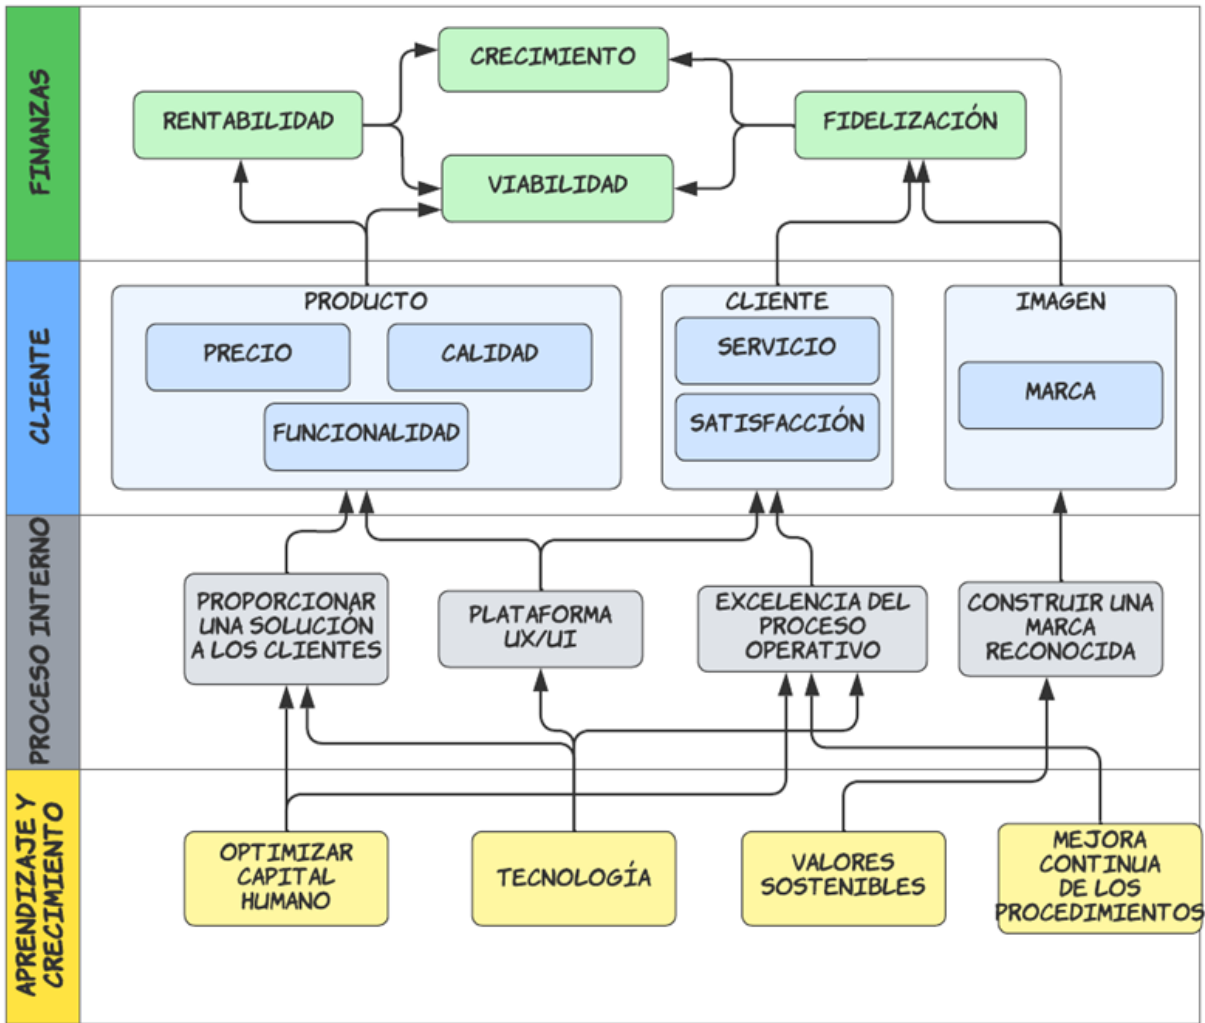 FINANZAS
CRECIMIENTO
RENTABILIDAD
FIDELIZACIÓN
VIABILIDAD
CLIENTE
PRODUCTO
PRECIO
CALIDAD
FUNCIONALIDAD
CLIENTE
SERVICIO
SATISFACCIÓN
IMAGEN
MARCA
PROCESO INTERNO
PROPORCIONAR
UNA SOLUCIÓN
A LOS CLIENTES
PLATAFORMA
UX/UI
EXCELENCIA DEL
PROCESO
OPERATIVO
CONSTRUIR UNA
MARCA
RECONOCIDA
APRENDIZAJE Y
CRECIMIENTO
OPTIMIZAR
CAPITAL
HUMANO
TECNOLOGÍA
VALORES
SOSTENIBLES
MEJORA
CONTINUA
DE LOS
PROCEDIMIENTOS